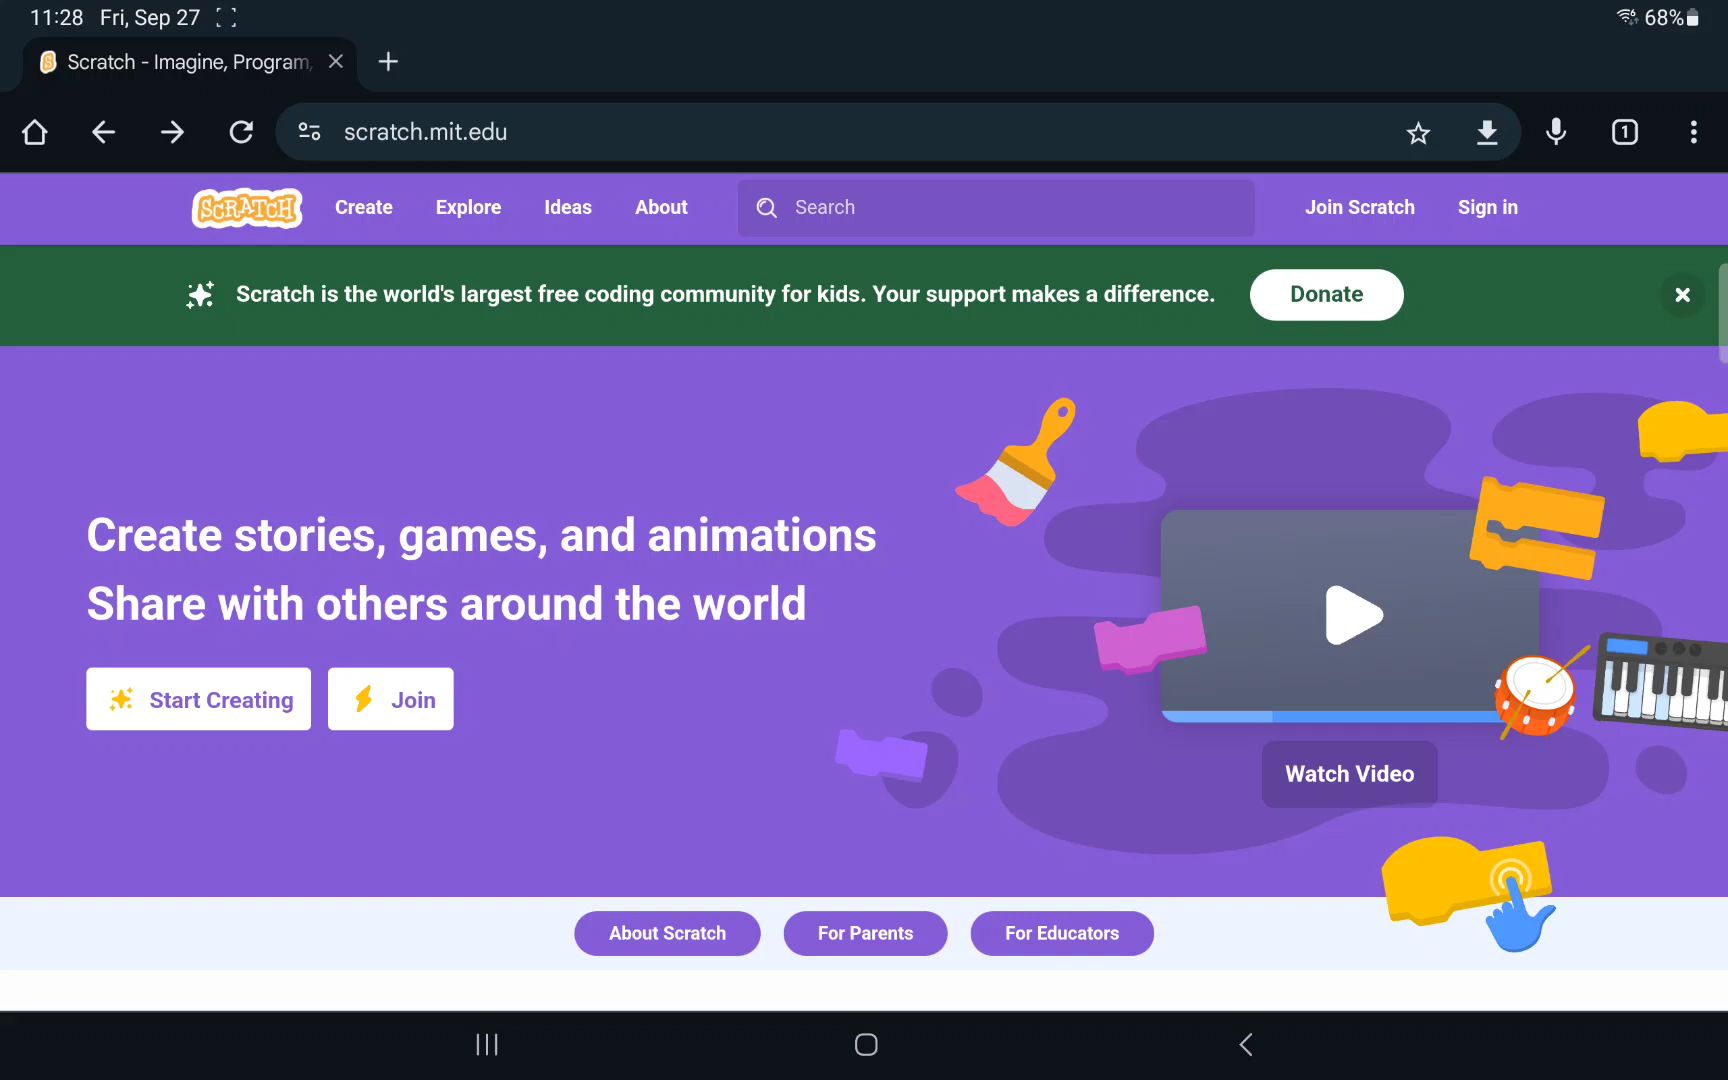 11:28 Fri, Sep 27
68%
Scratch - Imagine, Program,
scratch.mit.edu
1
SCRATCH
Create
Explore
Ideas
About
Search
Join Scratch
Sign in
Scratch is the world's largest free coding community for kids. Your support makes a difference.
Donate
Create stories, games, and animations
Share with others around the world
Start Creating
Join
Watch Video
About Scratch
For Parents
For Educators